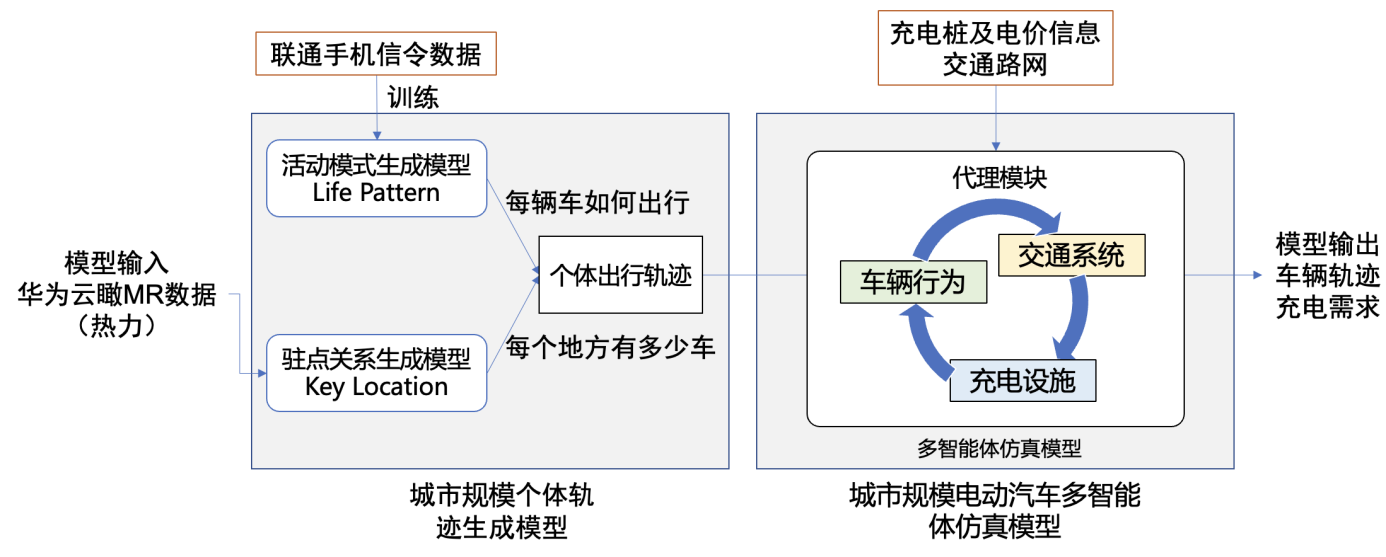 联通手机信令数据
训练
活动模式生成模型
Life Pattern
每辆车如何出行
模型输入
华为云瞰MR数据
（热力）
个体出行轨迹
每个地方有多少车
驻点关系生成模型
Key Location
城市规模个体轨
迹生成模型
充电桩及电价信息
交通路网
代理模块
交通系统
车辆行为
充电设施
多智能体仿真模型
城市规模电动汽车多智能
体仿真模型
模型输出
车辆轨迹
充电需求